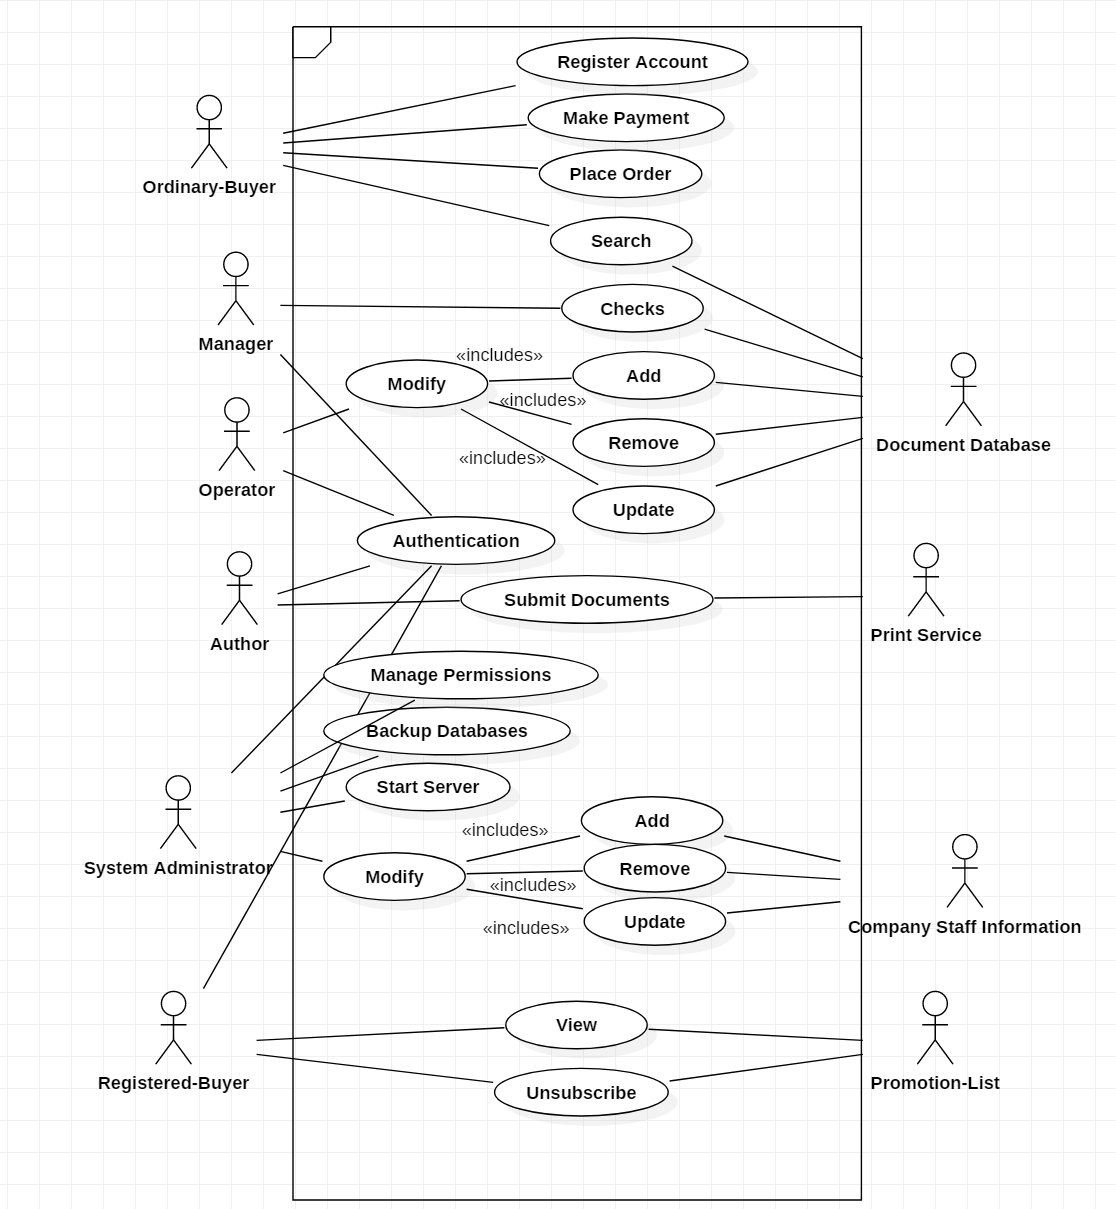 Register Account
Make Payment
Place Order
Ordinary-Buyer
Search
Checks
Manager
«includes»
Modify
Add
«includes»
Remove
Document Database
«includes»
Operator
Update
Authentication
Submit Documents
Author
Print Service
Manage Permissions
Backup Databases
Start Server
Add
«includes»
System Administrator
Remove
Modify
«includes»
Update
«includes»
Company Staff Information
View
Registered-Buyer
Promotion-List
Unsubscribe